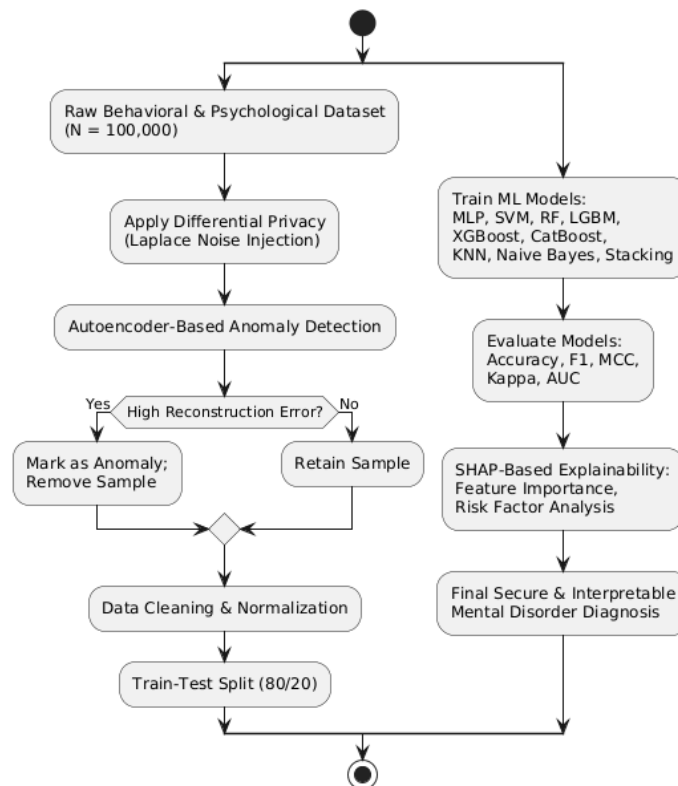 Raw Behavioral & Psychological Dataset
(N = 100,000)
Apply Differential Privacy
(Laplace Noise Injection)
Autoencoder-Based Anomaly Detection
High Reconstruction Error?
Yes
No
Mark as Anomaly;
Remove Sample
Retain Sample
Data Cleaning & Normalization
Train-Test Split (80/20)
Train ML Models:
MLP, SVM, RF, LGBM,
XGBoost, CatBoost,
KNN, Naive Bayes, Stacking
Evaluate Models:
Accuracy, F1, MCC,
Kappa, AUC
SHAP-Based Explainability:
Feature Importance,
Risk Factor Analysis
Final Secure & Interpretable
Mental Disorder Diagnosis